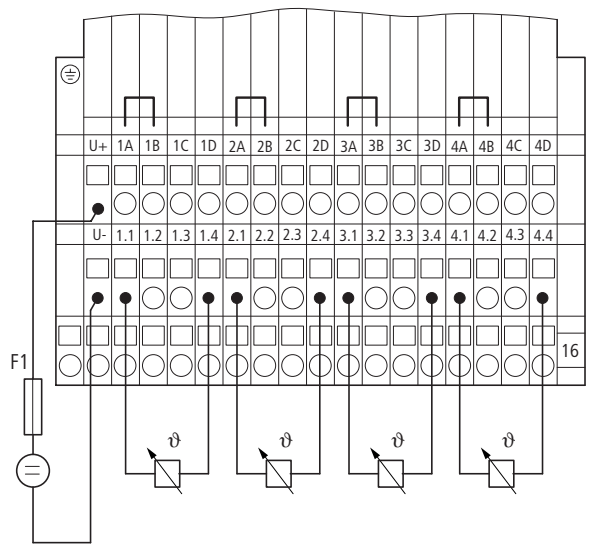 U+ 1A 1B 1C 1D 2A 2B 2C 2D 3A 3B 3C 3D 4A 4B 4C 4D
U- 1.1 1.2 1.3 1.4 2.1 2.2 2.3 2.4 3.1 3.2 3.3 3.4 4.1 4.2 4.3 4.4
16
F1
ϑ ϑ ϑ ϑ